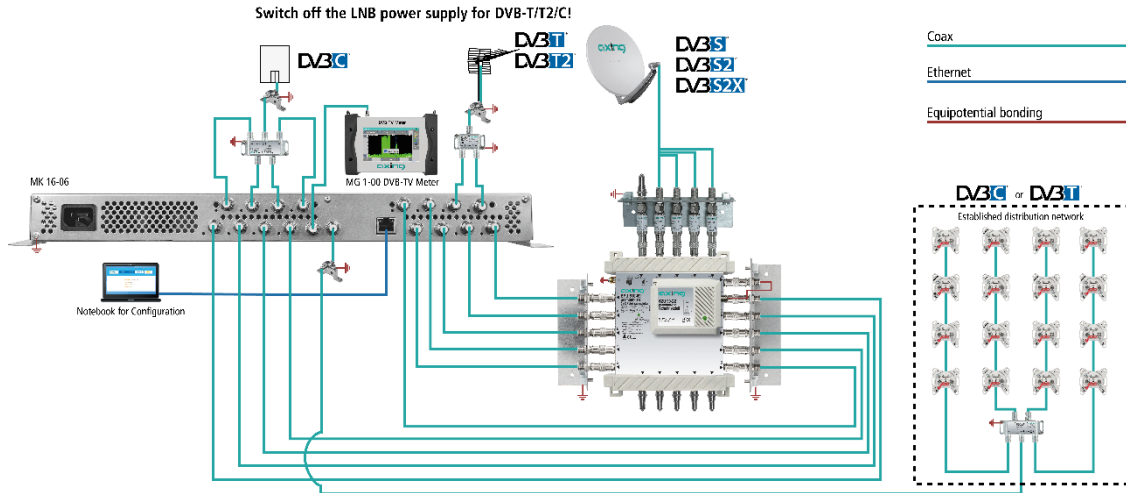 Switch off the LNB power supply for DVB-T/T2/C!
DVB C
DVB T
DVB T2
axing
DVB S
DVB S2
DVB S2X
Coax
Ethernet
Equipotential bonding
MK 16-06
axing
MG 1-00 DVB-TV Meter
DVB C or DVB T
Established distribution network
Notebook for Configuration
axing
axing